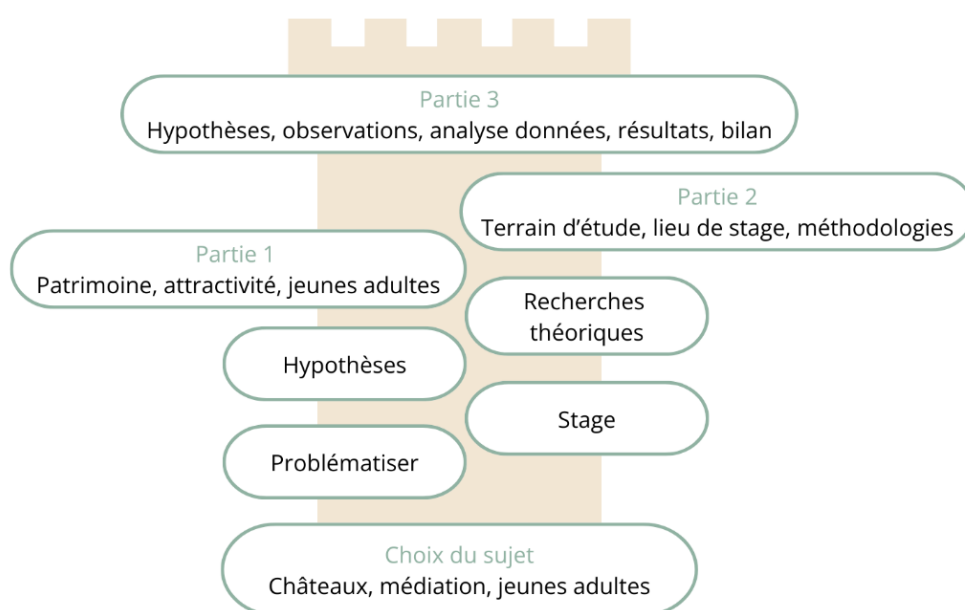 Partie 3
Hypothèses, observations, analyse données, résultats, bilan
Partie 2
Terrain d’étude, lieu de stage, méthodologies
Partie 1
Patrimoine, attractivité, jeunes adultes
Recherches
théoriques
Hypothèses
Stage
Problématiser
Choix du sujet
Châteaux, médiation, jeunes adultes